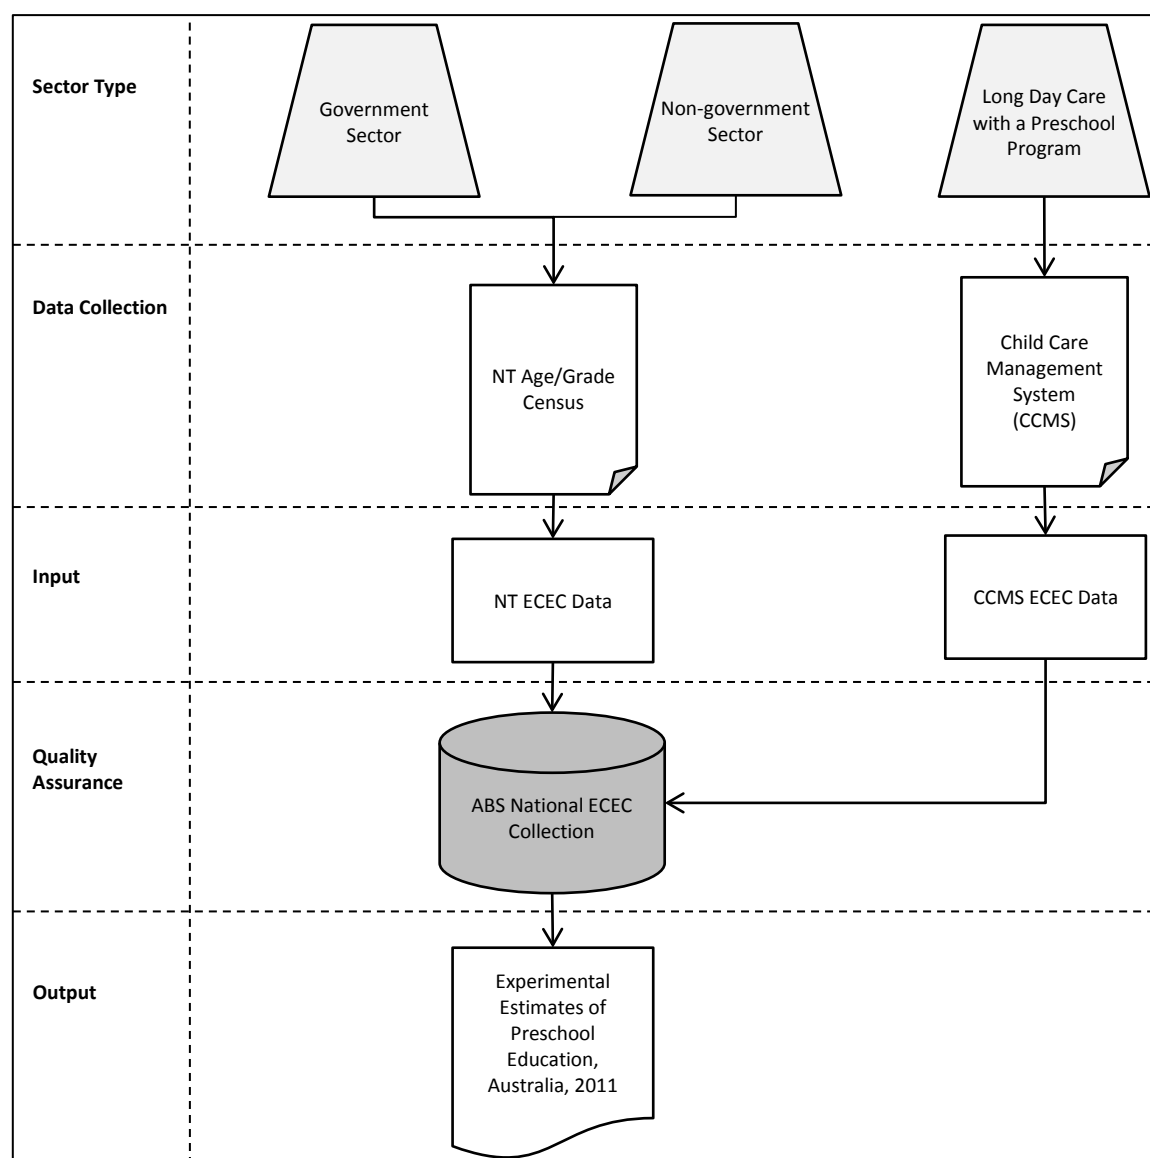 Sector Type
Government
Sector
Non-government
Sector
Long Day Care
with a Preschool
Program
Data Collection
NT Age/Grade
Census
Child Care
Management
System
(CCMS)
Input
NT ECEC Data
CCMS ECEC Data
Quality
Assurance
ABS National ECEC
Collection
Output
Experimental
Estimates of
Preschool
Education,
Australia, 2011